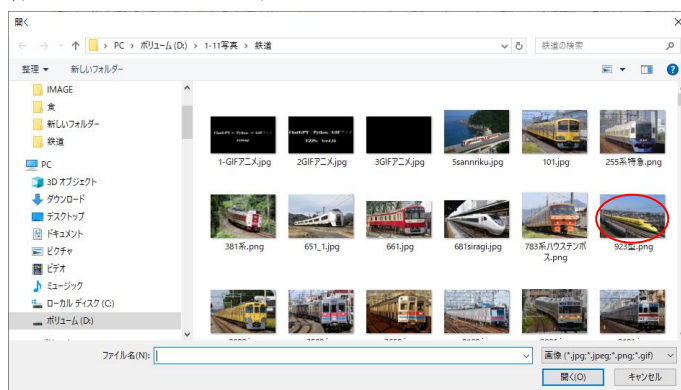 開く
PC › ボリューム (D:) › 1-11写真 › 鉄道
鉄道の検索
整理 ▼ 新しいフォルダー
IMAGE
食
新しいフォルダー
鉄道
PC
3D オブジェクト
ダウンロード
デスクトップ
ドキュメント
ピクチャ
ビデオ
ミュージック
ローカル ディスク (C:)
ボリューム (D:)
1-GIFアニメ.jpg
2GIFアニメ.jpg
3GIFアニメ.jpg
5sannriku.jpg
101.jpg
255系特急.png
381系.png
651_1.jpg
661.jpg
681siragi.jpg
783系ハウステンボス.png
923型.png
ファイル名(N):
画像 (*.jpg;*.jpeg;*.png;*.gif)
開く(O)
キャンセル